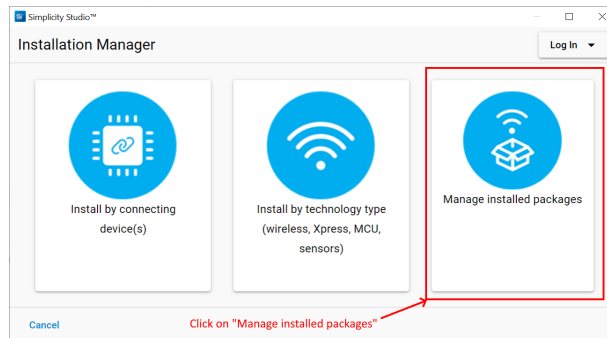 Simplicity Studio™
Installation Manager
Log In
Install by connecting
device(s)
Install by technology type
(wireless, Xpress, MCU,
sensors)
Manage installed packages
Cancel
Click on "Manage installed packages"